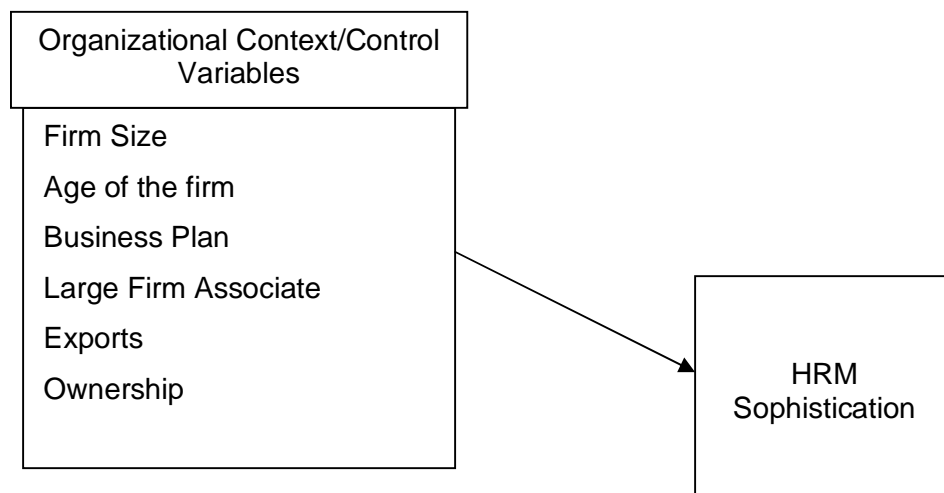 Organizational Context/Control
Variables
Firm Size
Age of the firm
Business Plan
Large Firm Associate
Exports
Ownership
HRM
Sophistication